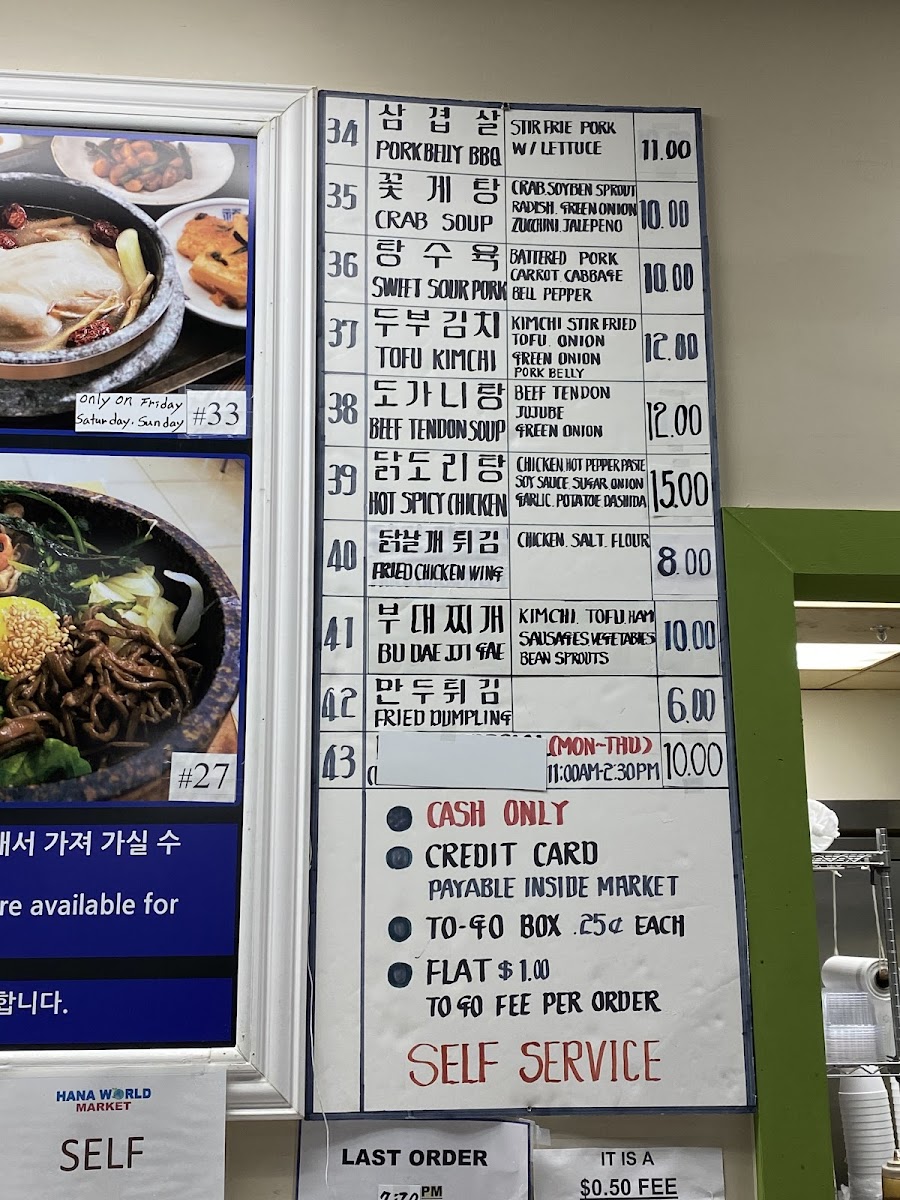 34
삼겹살
PORKBELLY BBQ
STIR FRIE PORK
W/ LETTUCE
11.00
35
꽃게탕
CRAB SOUP
CRAB.SOYBEN SPROUT
RADISH. GREEN ONION
ZUCCHINI. JALEPENO
10.00
36
탕수육
SWEET SOUR PORK
BATTERED PORK
CARROT CABBAGE
BELL PEPPER
10.00
37
두부김치
TOFU KIMCHI
KIMCHI STIR FRIED
TOFU. ONION
GREEN ONION
PORK BELLY
12.00
38
도가니탕
BEEF TENDON SOUP
BEEF TENDON
JUJUBE
GREEN ONION
12.00
39
닭도리탕
HOT SPICY CHICKEN
CHICKEN HOT PEPPER PASTE
SOY SAUCE. SUGAR ONION
GARLIC. POTATOE DASHIDA
15.00
40
닭날개튀김
FRIED CHICKEN WING
CHICKEN. SALT. FLOUR
8.00
41
부대찌개
BU DAE JJI GAE
KIMCHI. TOFU.HAM
SAUSAGES VEGETABLES
BEAN SPROUTS
10.00
42
만두튀김
FRIED DUMPLING
6.00
43
(MON~THU)
11:00AM-2:30PM
10.00
CASH ONLY
CREDIT CARD
PAYABLE INSIDE MARKET
TO-GO BOX .25¢ EACH
FLAT $1.00
TO GO FEE PER ORDER
SELF SERVICE
Only on Friday
Saturday. Sunday
#33
#27
해서 가져 가실 수
re available for
합니다.
HANA WORLD
MARKET
SELF
LAST ORDER
PM
IT IS A
$0.50 FEE